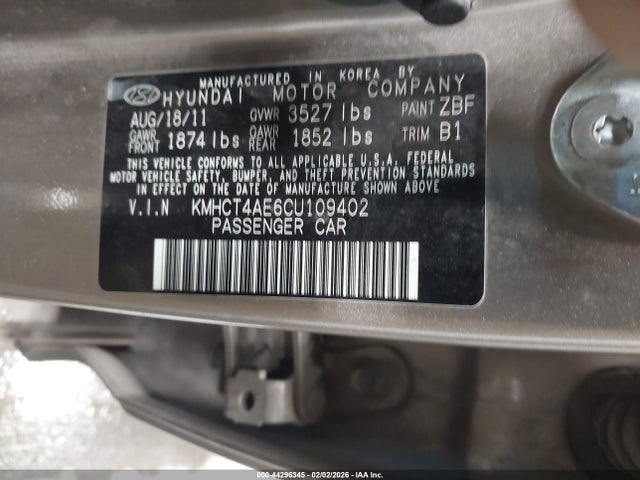 MANUFACTURED IN KOREA BY
HYUNDAI MOTOR COMPANY
AUG/18/11 GVWR 3527 lbs PAINT ZBF
GAWR FRONT 1874 lbs GAWR REAR 1852 lbs TRIM B1
THIS VEHICLE CONFORMS TO ALL APPLICABLE U.S.A. FEDERAL
MOTOR VEHICLE SAFETY, BUMPER, AND THEFT PREVENTION STANDARDS
IN EFFECT ON THE DATE OF MANUFACTURE SHOWN ABOVE
V.I.N KMHCT4AE6CU109402
PASSENGER CAR
000-44296345 - 02/02/2026 - IAA Inc.